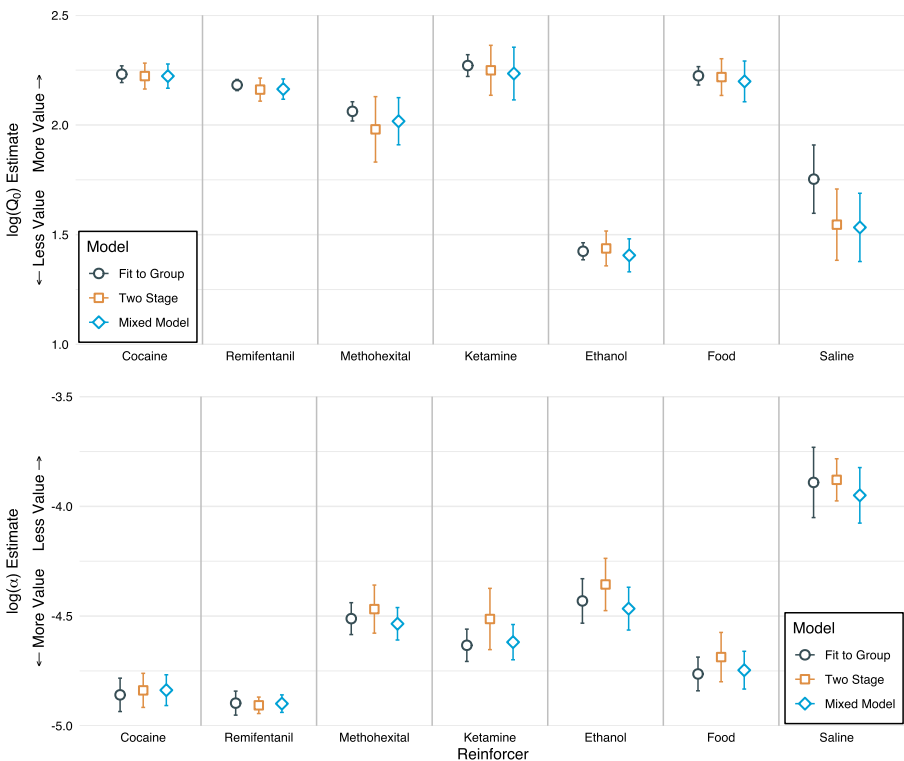 2.5
2.0
1.5
1.0
log(Q0) Estimate
← Less Value More Value →
Model
Fit to Group
Two Stage
Mixed Model
Cocaine Remifentanil Methohexital Ketamine Ethanol Food Saline
-3.5
-4.0
-4.5
-5.0
log(α) Estimate
← More Value Less Value →
Model
Fit to Group
Two Stage
Mixed Model
Cocaine Remifentanil Methohexital Ketamine Ethanol Food Saline
Reinforcer